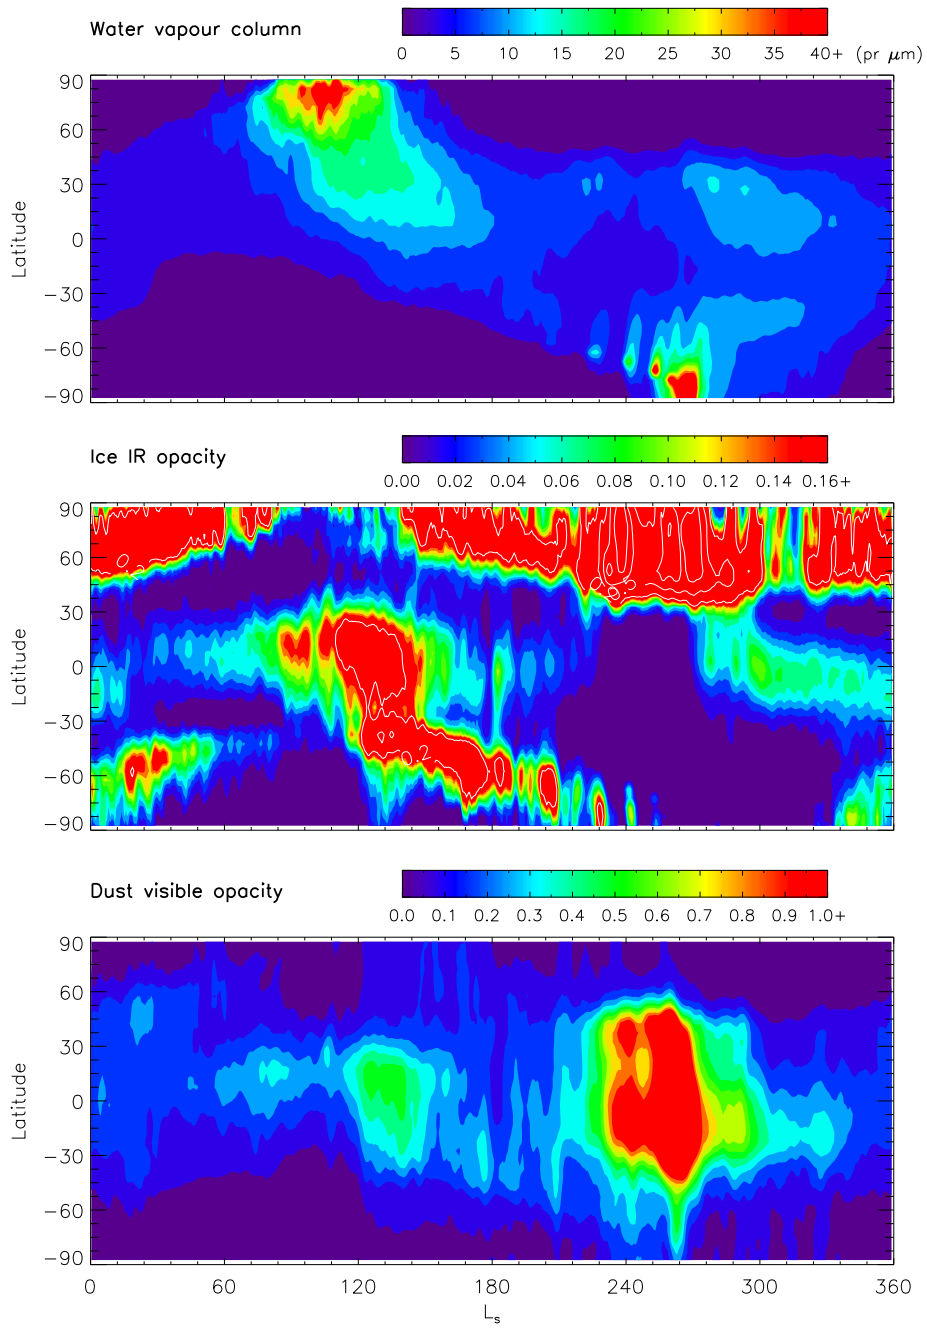 Water vapour column
0 5 10 15 20 25 30 35 40+ (pr μm)
90
60
30
0
−30
−60
−90
Latitude
Ice IR opacity
0.00 0.02 0.04 0.06 0.08 0.10 0.12 0.14 0.16+
90
60
30
0
−30
−60
−90
Latitude
0.2
Dust visible opacity
0.0 0.1 0.2 0.3 0.4 0.5 0.6 0.7 0.8 0.9 1.0+
90
60
30
0
−30
−60
−90
Latitude
0 60 120 180 240 300 360
Ls